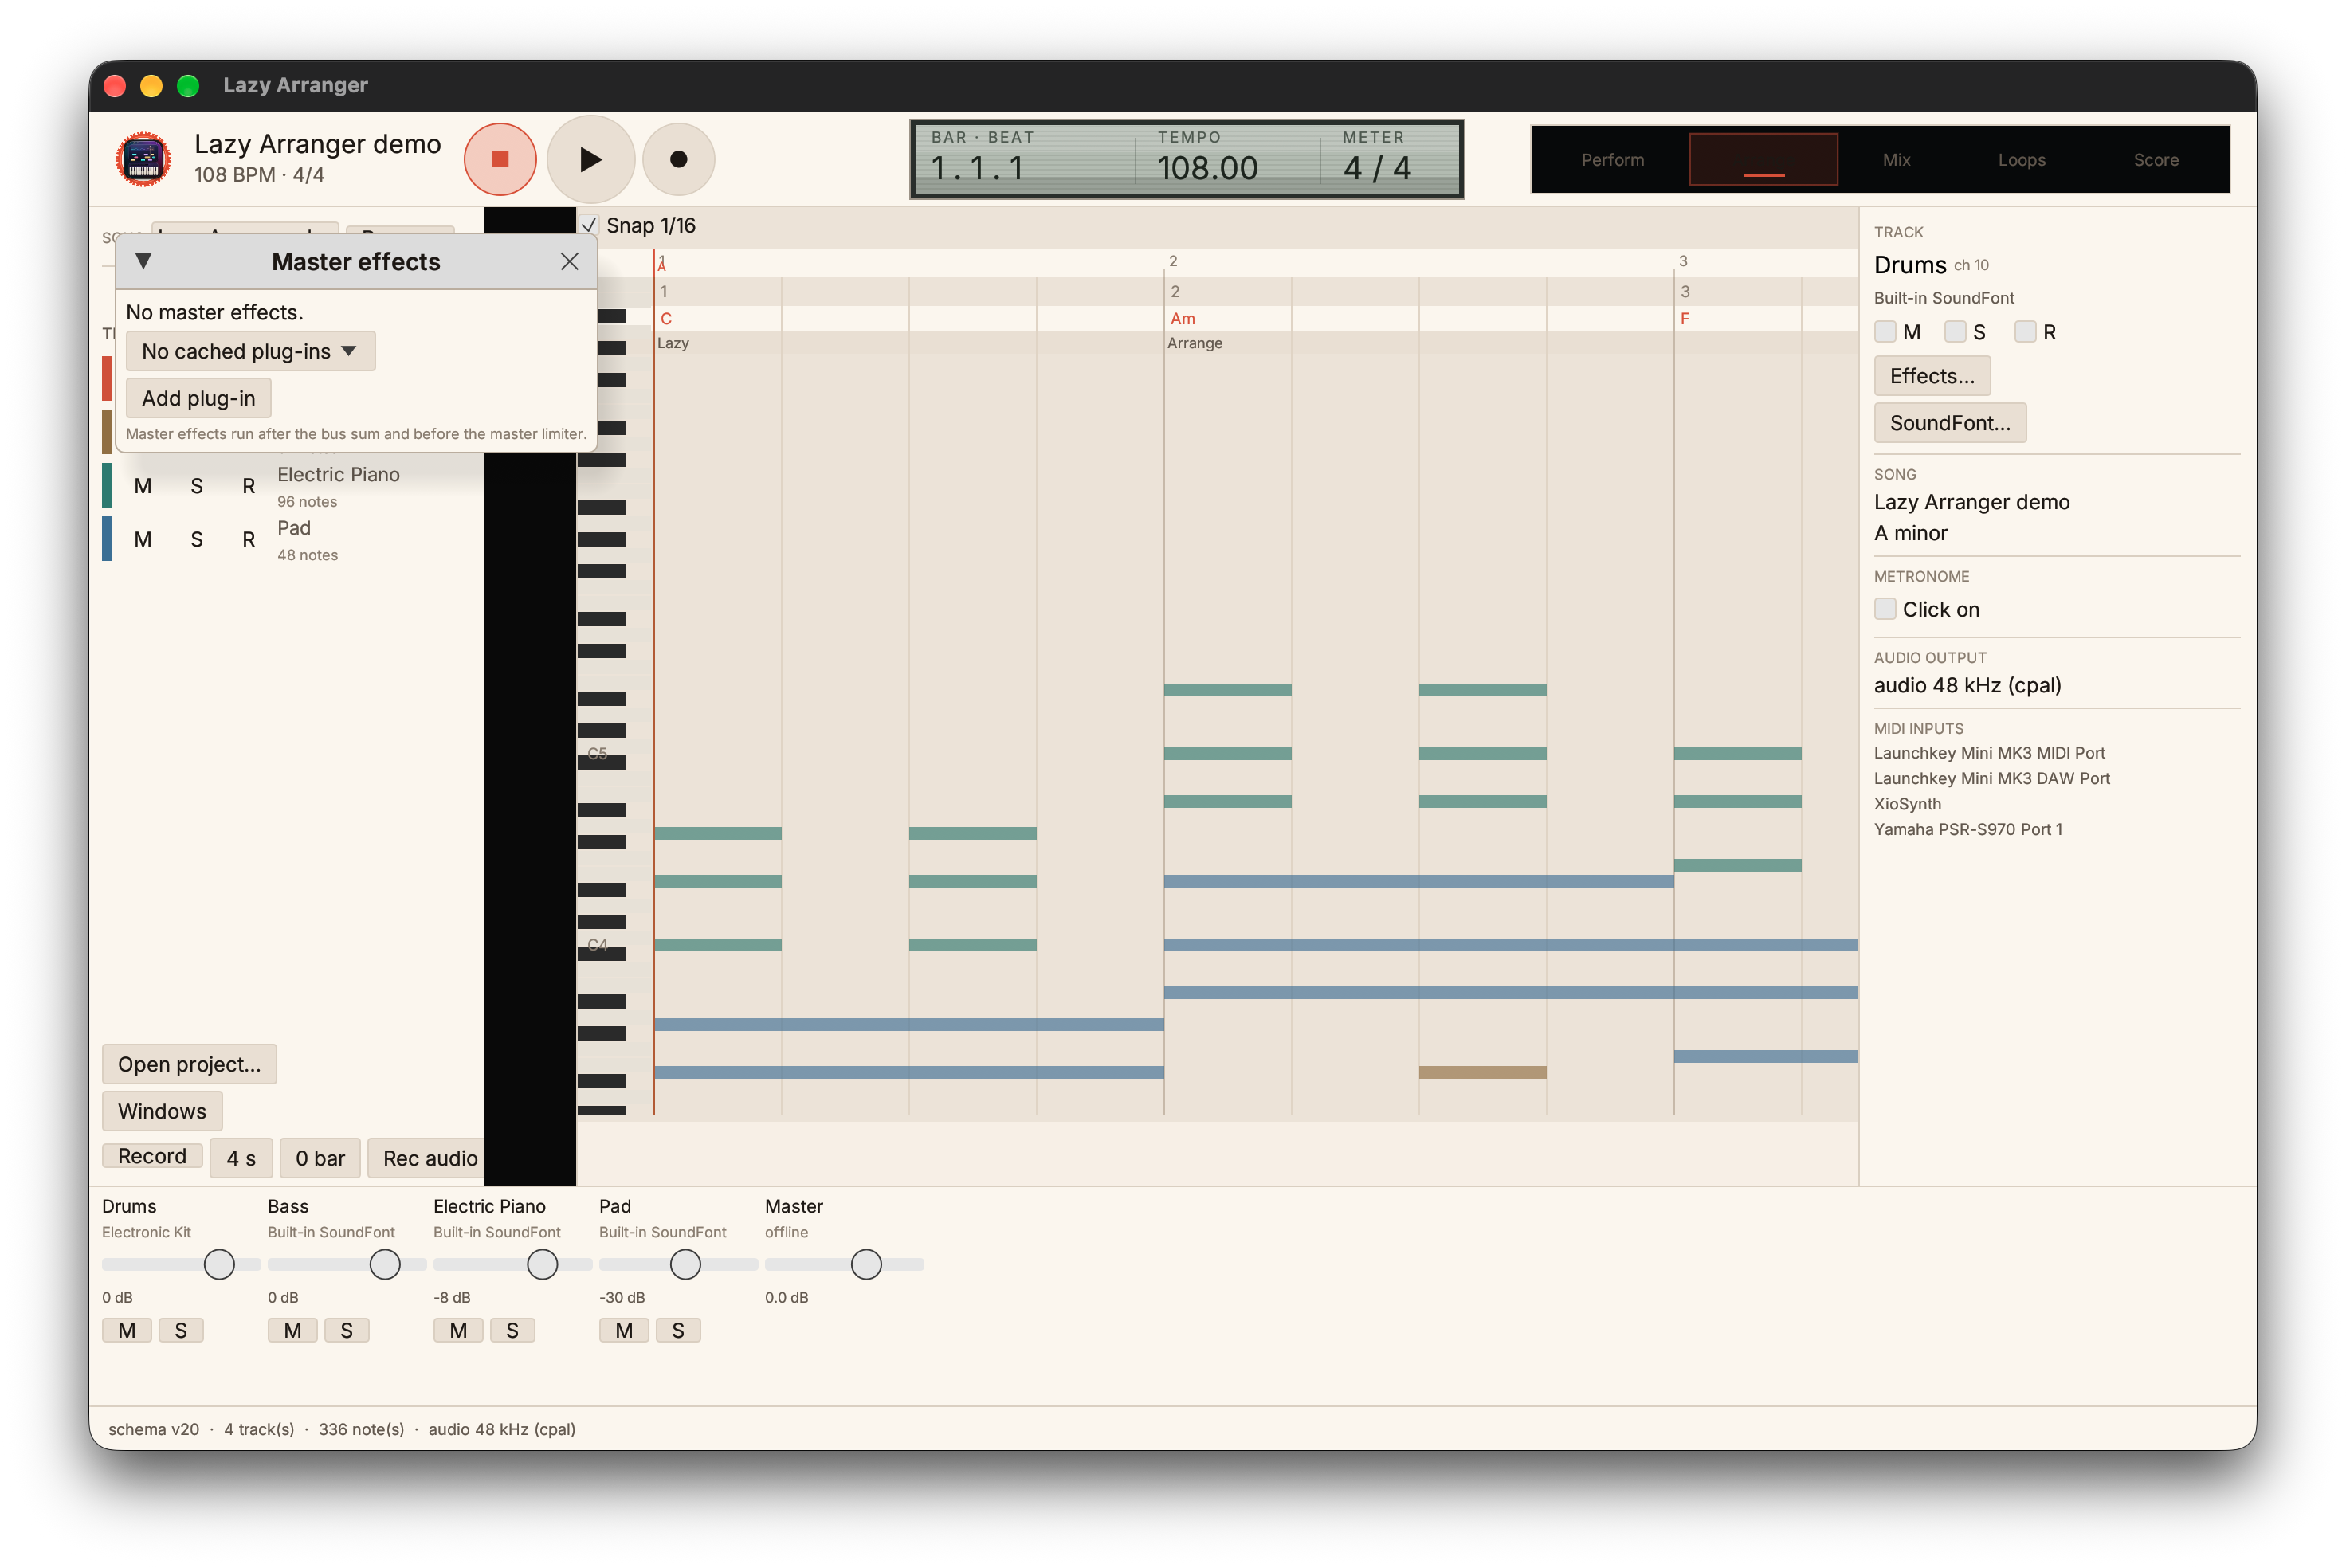 Lazy Arranger
Lazy Arranger demo
108 BPM · 4/4
BAR · BEAT
1.1.1
TEMPO
108.00
METER
4 / 4
Perform
Mix
Loops
Score
Master effects
No master effects.
No cached plug-ins
Add plug-in
Master effects run after the bus sum and before the master limiter.
M S R Electric Piano
96 notes
M S R Pad
48 notes
Open project...
Windows
Record 4 s 0 bar Rec audio
Snap 1/16
1 2 3
A
1 2 3
C Am F
Lazy Arrange
C5
C4
TRACK
Drums ch 10
Built-in SoundFont
M S R
Effects...
SoundFont...
SONG
Lazy Arranger demo
A minor
METRONOME
Click on
AUDIO OUTPUT
audio 48 kHz (cpal)
MIDI INPUTS
Launchkey Mini MK3 MIDI Port
Launchkey Mini MK3 DAW Port
XioSynth
Yamaha PSR-S970 Port 1
Drums Bass Electric Piano Pad Master
Electronic Kit Built-in SoundFont Built-in SoundFont Built-in SoundFont offline
0 dB 0 dB -8 dB -30 dB 0.0 dB
M S M S M S M S
schema v20 · 4 track(s) · 336 note(s) · audio 48 kHz (cpal)